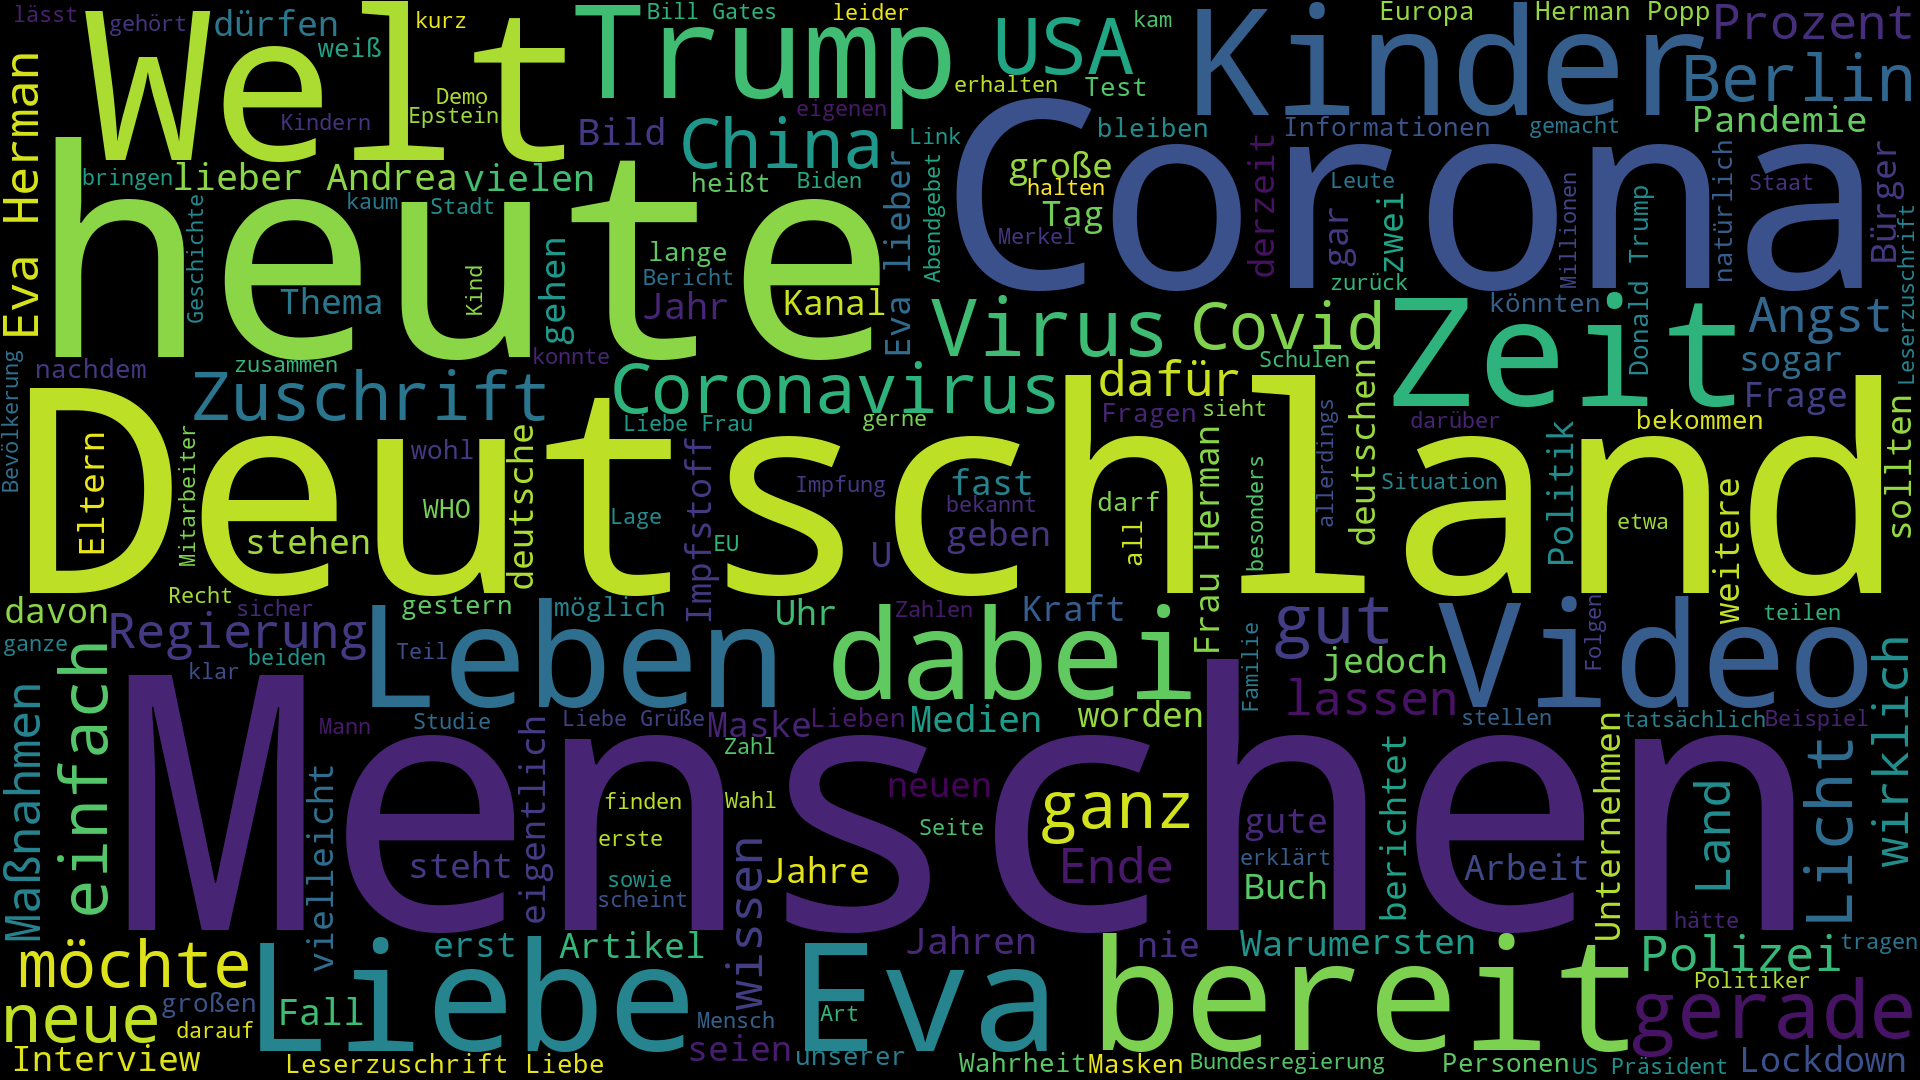 lässt
gehört
dürfen
kurz
weiß
Welt
Trump
Bill Gates
leider
USA
kam
Kinder
Europa
Herman Popp
Prozent
Berlin
Eva Herman
Demo
Epstein
Kindern
Bild
China
eigenen
erhalten
Test
Link
bleiben
Corona
Informationen
gemacht
Pandemie
bringen
lieber
Andrea
vielen
heißt
Biden
große
halten
Tag
Merkel
derzeit
Leute
gar
zwei
Millionen
Donald Trump
natürlich
Staat
Bürger
Leserzuschrift
heute
kaum
Stadt
Geschichte
Thema
Kind
gehen
lange
Bericht
Jahr
Kanal
Eva lieber
Abendgebet
zurück
könnten
Angst
sogar
Frage
Bevölkerung
nachdem
zusammen
konnte
Zuschrift
Coronavirus
Virus
Covid
Schulen
Zeit
dafür
Fragen
sieht
deutschen
darüber
bekommen
sollten
Deutschland
Eltern
Mitarbeiter
wohl
WHO
stehen
deutsche
Liebe Frau
gerne
Lage
Impfstoff
EU
Impfung
U
fast
bekannt
geben
darf
all
Frau Herman
besonders
allerdings
Situation
Politik
etwa
weitere
davon
Recht
sicher
gestern
möglich
Uhr
Zahlen
Kraft
gut
Folgen
teilen
ganze
Regierung
klar
beiden
Leben
Teil
dabei
Familie
jedoch
lassen
Video
wirklich
Maßnahmen
einfach
Mann
Studie
Liebe Grüße
Maske
Lieben
Medien
worden
stellen
tatsächlich
Beispiel
Menschen
vielleicht
eigentlich
Zahl
finden
Wahl
erste
neuen
Seite
ganz
gute
berichtet
Unternehmen
Land
Licht
steht
sowie
scheint
wissen
Jahre
Ende
erklärt
Buch
Arbeit
hätte
möchte
erst
Artikel
Jahren
nie
Warum
ersten
Polizei
tragen
neue
großen
darauf
Fall
Liebe
Eva
Mensch
Art
bereit
Politiker
gerade
Interview
Leserzuschrift Liebe
seien
unserer
Wahrheit
Masken
Bundesregierung
Personen
US Präsident
Lockdown